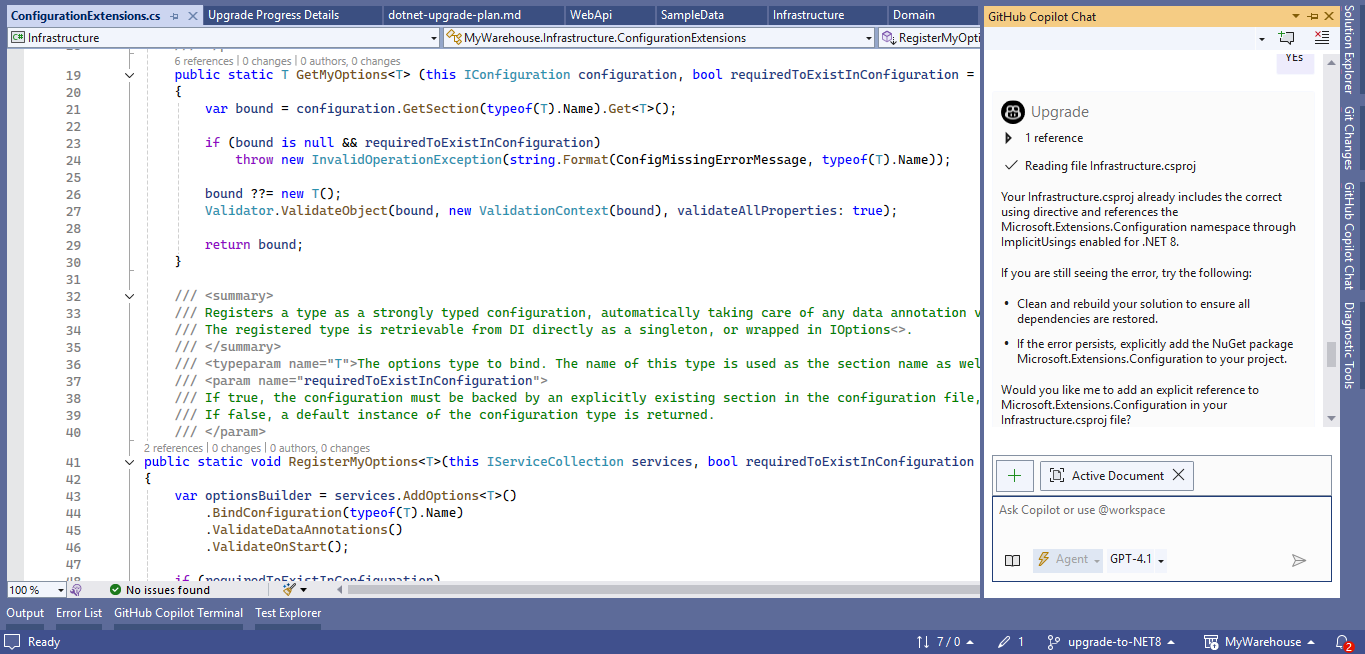 ConfigurationExtensions.cs
Upgrade Progress Details
dotnet-upgrade-plan.md
WebApi
SampleData
Infrastructure
Domain
Infrastructure
MyWarehouse.Infrastructure.ConfigurationExtensions
RegisterMyOpti
6 references | 0 changes | 0 authors, 0 changes
19 public static T GetMyOptions<T> (this IConfiguration configuration, bool requiredToExistInConfiguration =
20 {
21 var bound = configuration.GetSection(typeof(T).Name).Get<T>();
22
23 if (bound is null && requiredToExistInConfiguration)
24 throw new InvalidOperationException(string.Format(ConfigMissingErrorMessage, typeof(T).Name));
25
26 bound ??= new T();
27 Validator.ValidateObject(bound, new ValidationContext(bound), validateAllProperties: true);
28
29 return bound;
30 }
31
32 /// <summary>
33 /// Registers a type as a strongly typed configuration, automatically taking care of any data annotation v
34 /// The registered type is retrievable from DI directly as a singleton, or wrapped in IOptions<>.
35 /// </summary>
36 /// <typeparam name="T">The options type to bind. The name of this type is used as the section name as wel
37 /// <param name="requiredToExistInConfiguration">
38 /// If true, the configuration must be backed by an explicitly existing section in the configuration file,
39 /// If false, a default instance of the configuration type is returned.
40 /// </param>
2 references | 0 changes | 0 authors, 0 changes
41 public static void RegisterMyOptions<T>(this IServiceCollection services, bool requiredToExistInConfiguration
42 {
43 var optionsBuilder = services.AddOptions<T>()
44 .BindConfiguration(typeof(T).Name)
45 .ValidateDataAnnotations()
46 .ValidateOnStart();
47
48 if (requiredToExistInConfiguration)
100 %
No issues found
Output
Error List
GitHub Copilot Terminal
Test Explorer
GitHub Copilot Chat
YEs
Upgrade
1 reference
Reading file Infrastructure.csproj
Your Infrastructure.csproj already includes the correct
using directive and references the
Microsoft.Extensions.Configuration namespace through
ImplicitUsings enabled for .NET 8.
If you are still seeing the error, try the following:
• Clean and rebuild your solution to ensure all
dependencies are restored.
• If the error persists, explicitly add the NuGet package
Microsoft.Extensions.Configuration to your project.
Would you like me to add an explicit reference to
Microsoft.Extensions.Configuration in your
Infrastructure.csproj file?
Active Document
Ask Copilot or use @workspace
Agent
GPT-4.1
Solution Explorer
Git Changes
GitHub Copilot Chat
Diagnostic Tools
Ready
7 / 0
1
upgrade-to-NET8
MyWarehouse
2